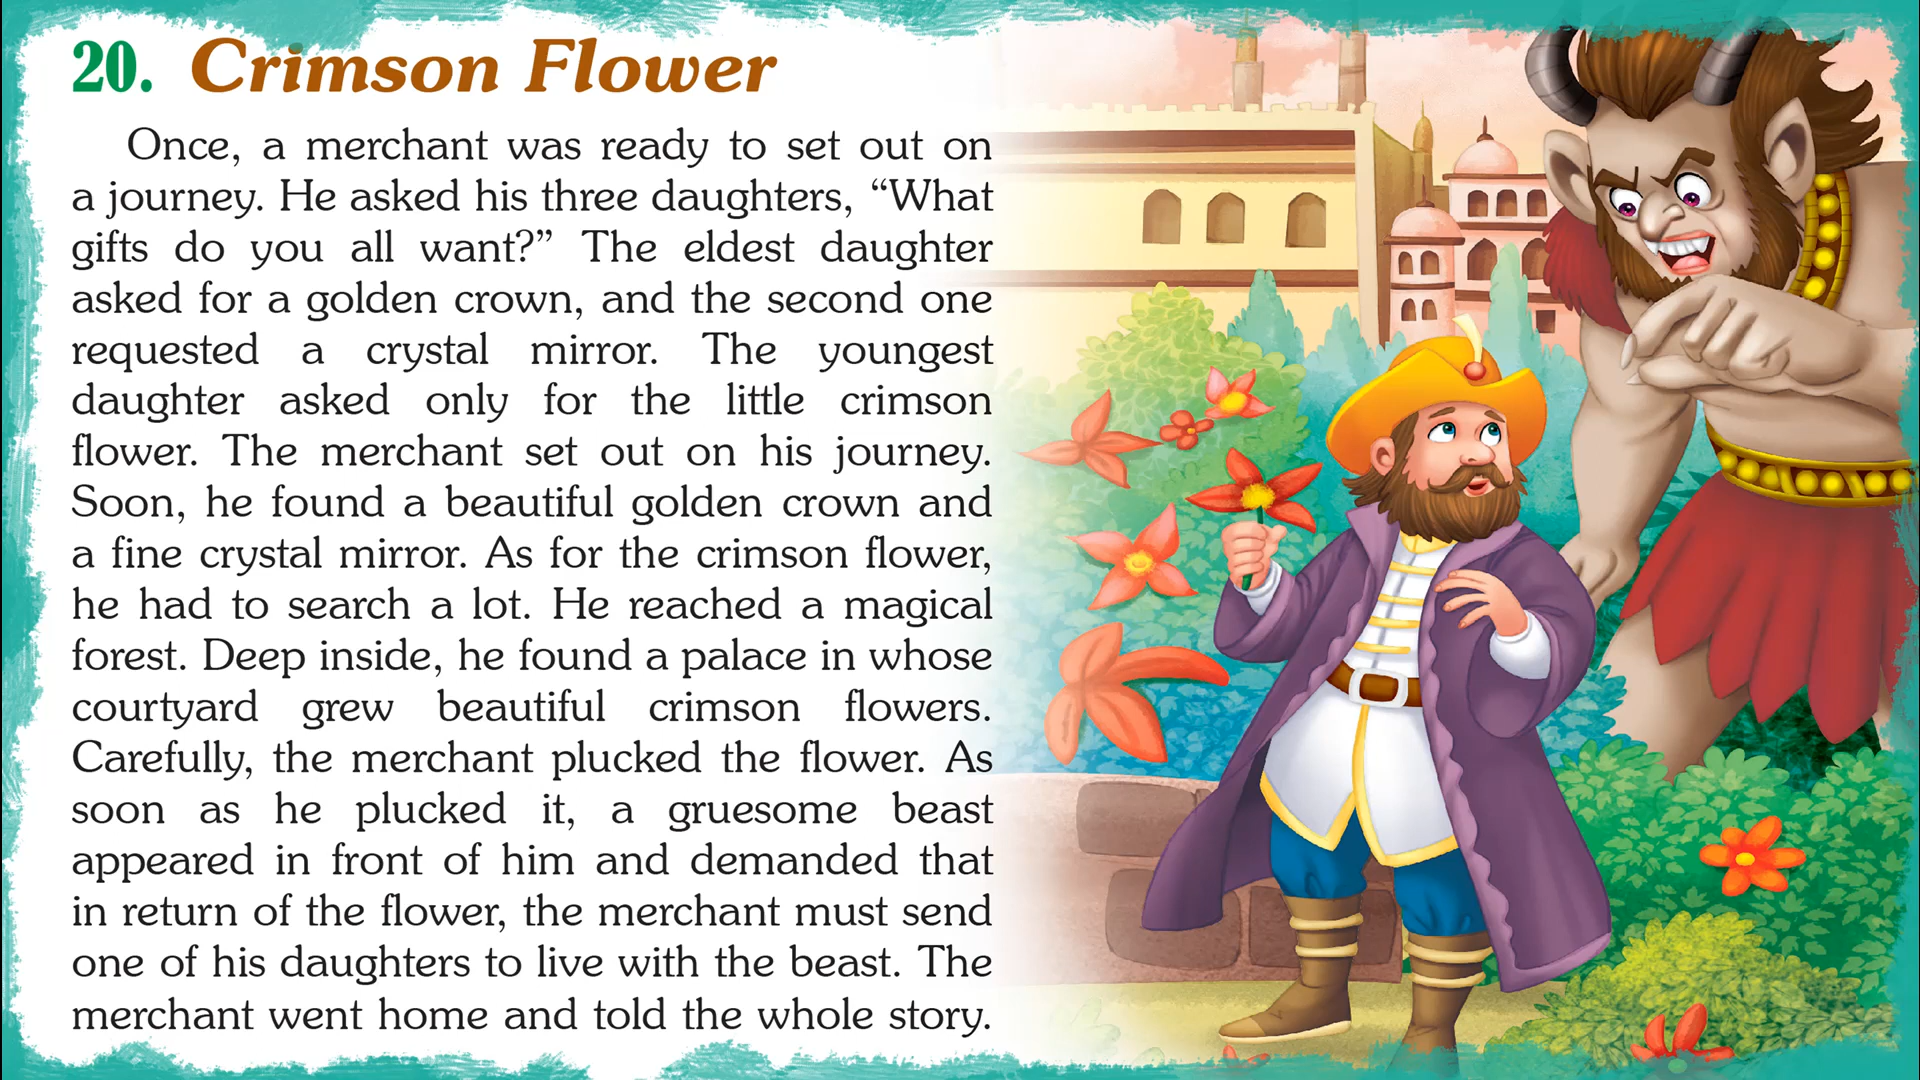 20. Crimson Flower
Once, a merchant was ready to set out on
a journey. He asked his three daughters, “What
gifts do you all want?” The eldest daughter
asked for a golden crown, and the second one
requested a crystal mirror. The youngest
daughter asked only for the little crimson
flower. The merchant set out on his journey.
Soon, he found a beautiful golden crown and
a fine crystal mirror. As for the crimson flower,
he had to search a lot. He reached a magical
forest. Deep inside, he found a palace in whose
courtyard grew beautiful crimson flowers.
Carefully, the merchant plucked the flower. As
soon as he plucked it, a gruesome beast
appeared in front of him and demanded that
in return of the flower, the merchant must send
one of his daughters to live with the beast. The
merchant went home and told the whole story.